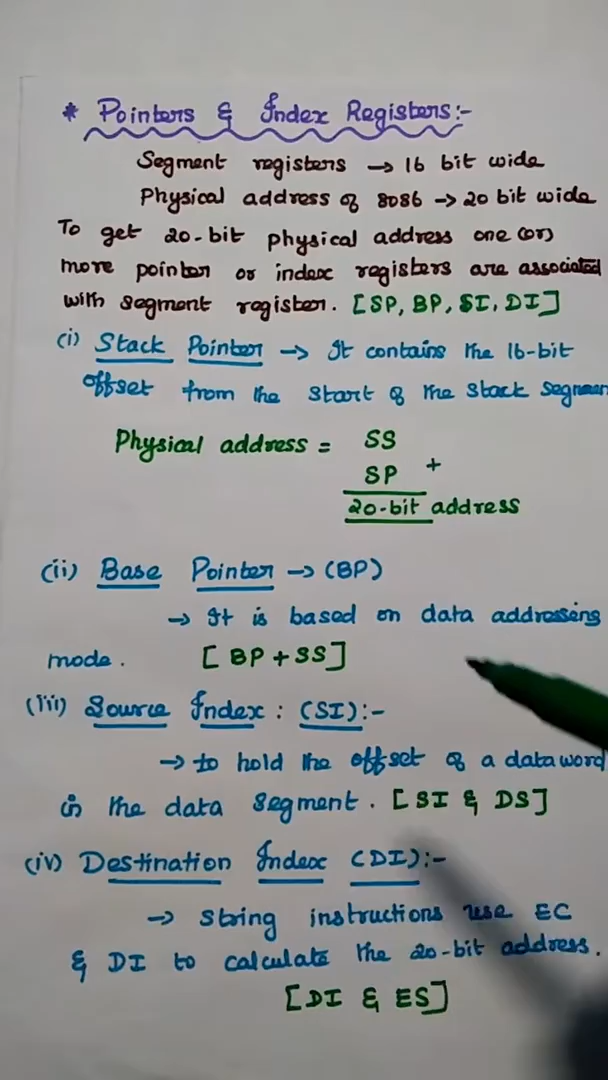 * Pointers & Index Registers:-
Segment registers → 16 bit wide
Physical address of 8086 → 20 bit wide
To get 20-bit physical address one (or)
more pointer or index registers are associated
with segment register. [SP, BP, SI, DI]
(i) Stack Pointer → It contains the 16-bit
offset from the start of the stack segmen
Physical address = SS
SP +
20-bit address
(ii) Base Pointer → (BP)
→ It is based on data addressing
mode. [BP + SS]
(iii) Source Index : (SI):-
→ to hold the offset of a data word
in the data segment. [SI & DS]
(iv) Destination Index (DI):-
→ String instructions use EC
& DI to calculate the 20-bit address.
[DI & ES]